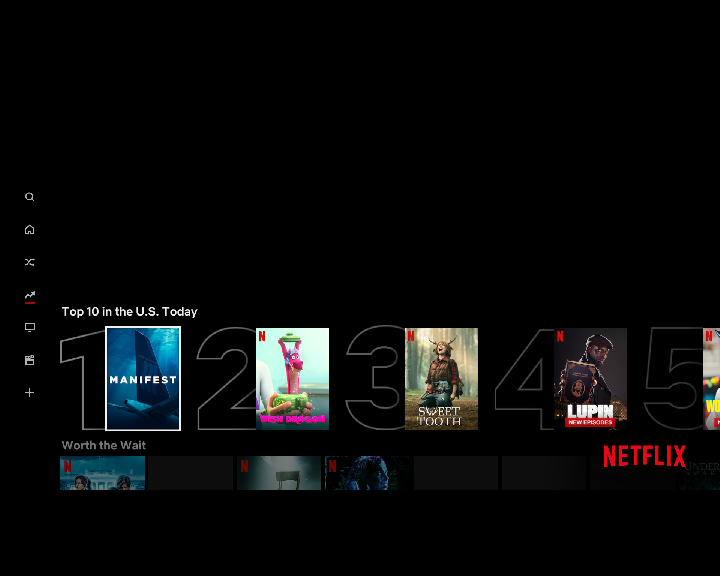 Top 10 in the U.S. Today
1 2 3 4 5
MANIFEST
WISH DRAGON
SWEET TOOTH
LUPIN
NEW EPISODES
Worth the Wait
NETFLIX